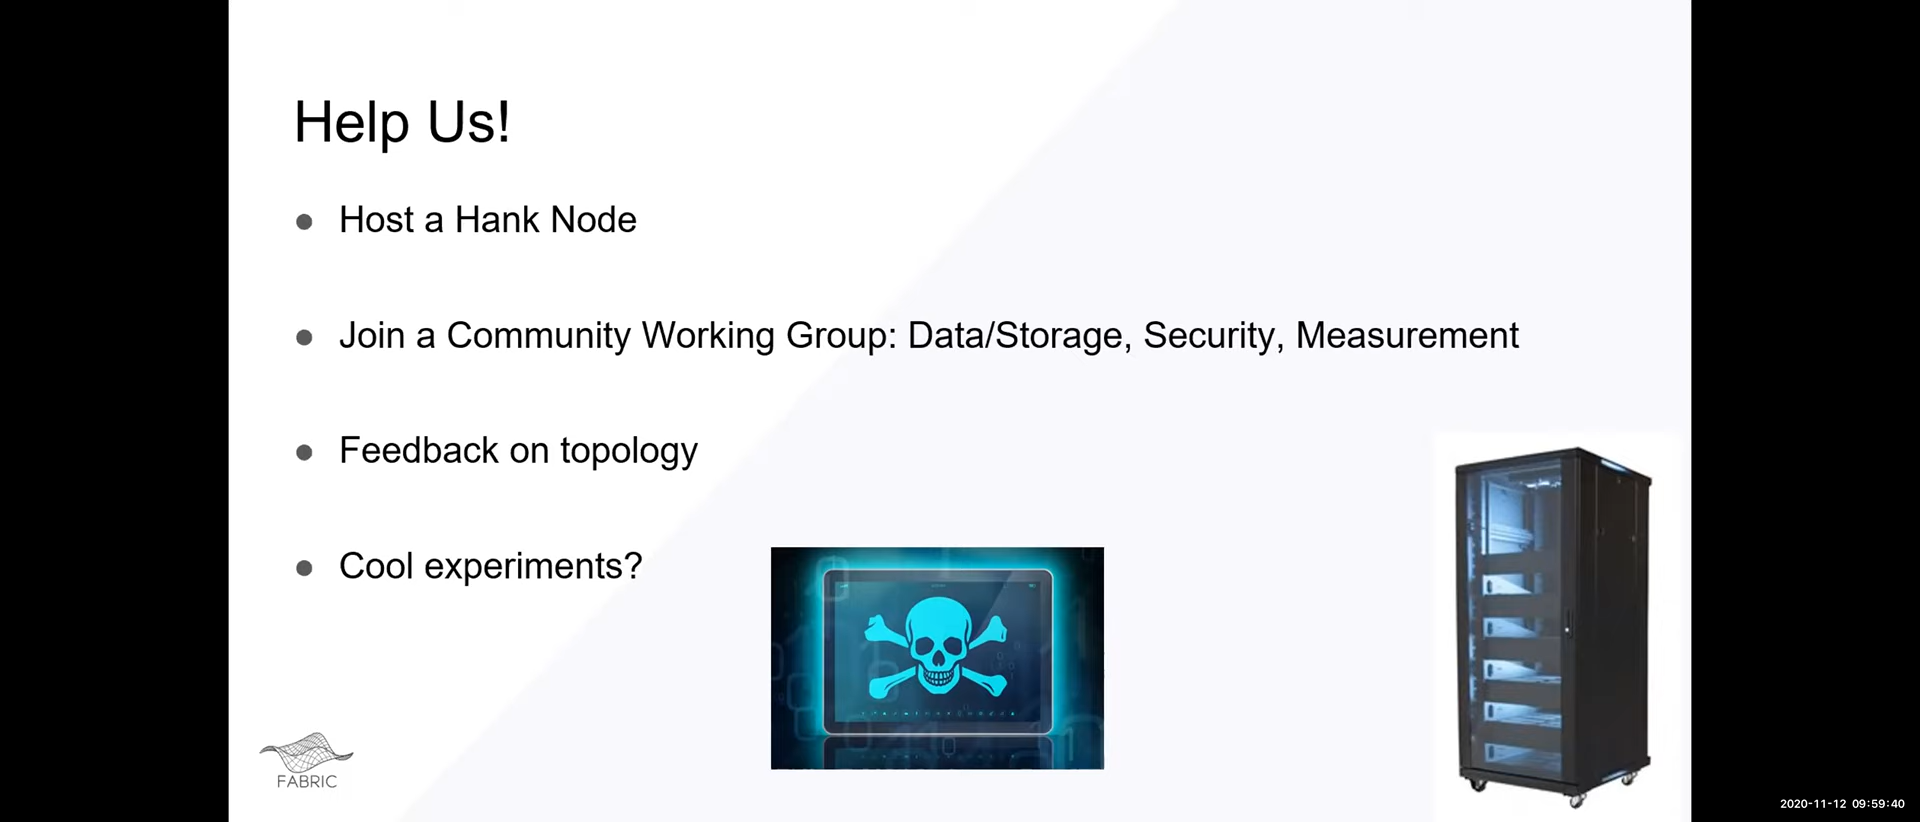 Help Us!
● Host a Hank Node
● Join a Community Working Group: Data/Storage, Security, Measurement
● Feedback on topology
● Cool experiments?
FABRIC
2020-11-12 09:59:40